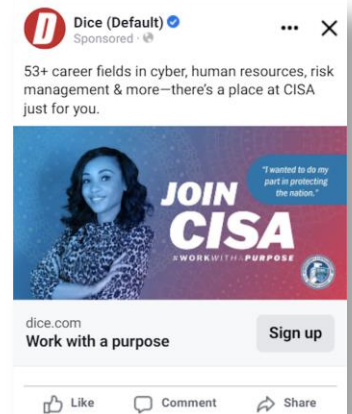 Dice (Default)
Sponsored ·
53+ career fields in cyber, human resources, risk
management & more—there's a place at CISA
just for you.
"I wanted to do my
part in protecting
the nation."
JOIN
CISA
#WORKWITHAPURPOSE
dice.com
Work with a purpose
Sign up
Like
Comment
Share